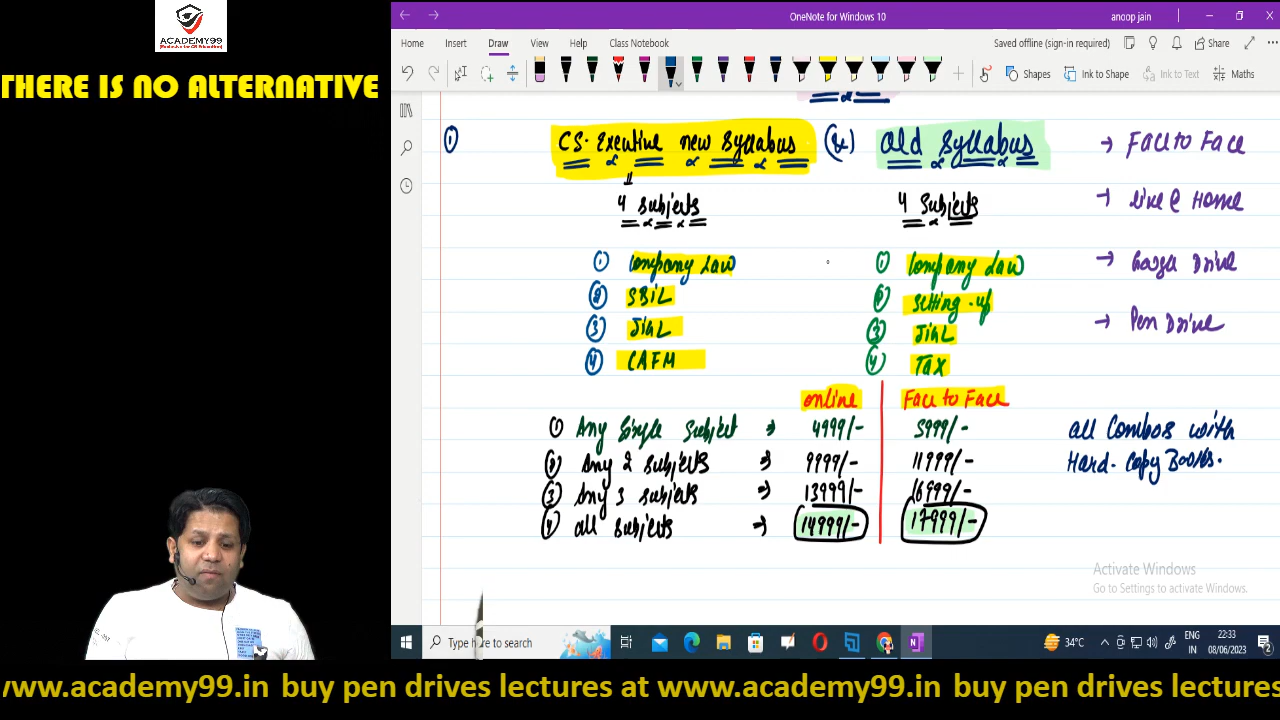 ACADEMY99
THERE IS NO ALTERNATIVE
OneNote for Windows 10
anoop jain
Home Insert Draw View Help Class Notebook
Saved offline (sign-in required) Share
Shapes Ink to Shape Ink to Text Maths
① CS-Executive new Syllabus (&) old Syllabus
4 subjects 4 subjects
① Company Law ① Company Law
② SBIL ② Setting-up
③ JIGL ③ JIGL
④ CAFM ④ Tax
→ Face to Face
→ live @ Home
→ Google Drive
→ Pen Drive
online Face to Face
① Any Single Subject ⇒ 4999/- 5999/-
② Any 2 subjects ⇒ 9999/- 11999/-
③ Any 3 subjects ⇒ 13999/- 16999/-
④ all subjects ⇒ 14999/- 17999/-
all Combos with
Hard-Copy Books.
Activate Windows
Go to Settings to activate Windows.
Type here to search
34°C ENG IN 22:33 08/06/2023 2
www.academy99.in buy pen drives lectures at www.academy99.in buy pen drives lectures